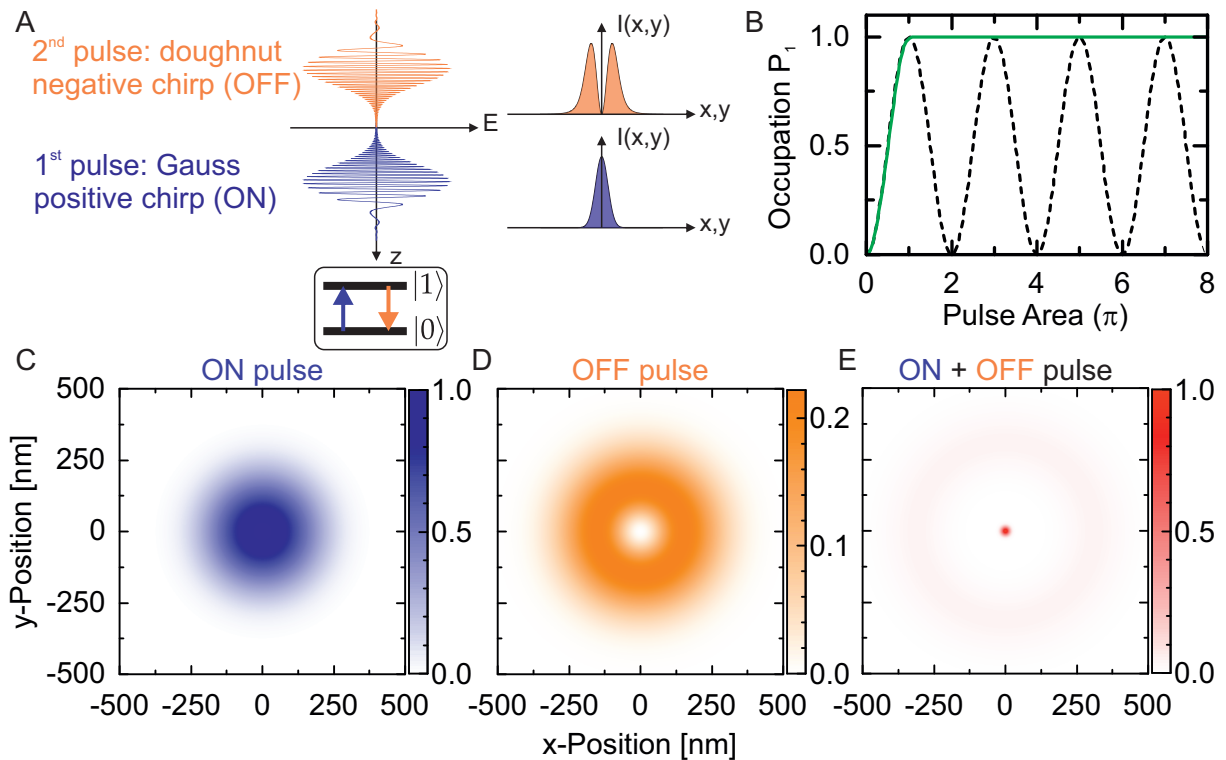 A
2nd pulse: doughnut
negative chirp (OFF)
E
1st pulse: Gauss
positive chirp (ON)
z
|1⟩
|0⟩
I(x,y)
x,y
I(x,y)
x,y
B
Occupation P1
1.0
0.5
0.0
0 2 4 6 8
Pulse Area (π)
C
ON pulse
500
250
0
-250
-500
y-Position [nm]
-500 -250 0 250 500
1.0
0.5
0.0
D
OFF pulse
0.2
0.1
0.0
-500 -250 0 250 500
x-Position [nm]
E
ON + OFF pulse
1.0
0.5
0.0
-500 -250 0 250 500